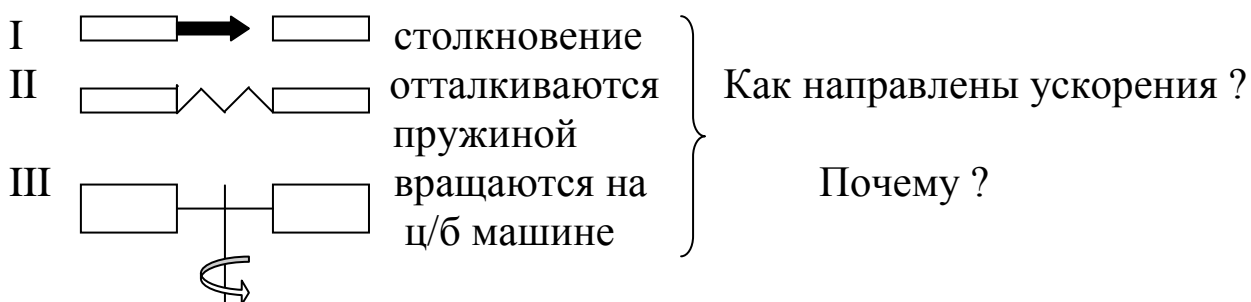 I столкновение
II отталкиваются Как направлены ускорения ?
пружиной
III вращаются на Почему ?
ц/б машине